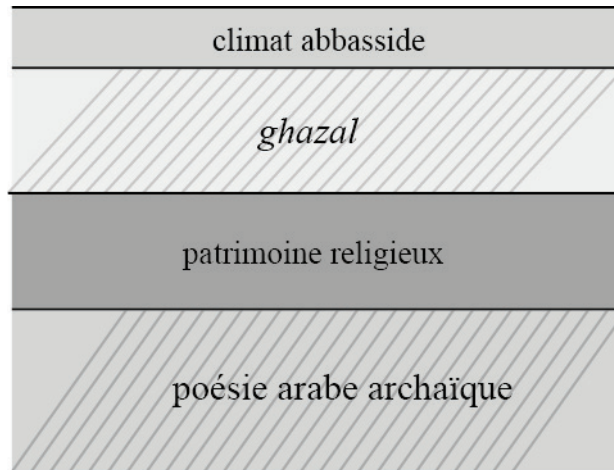 climat abbasside
ghazal
patrimoine religieux
poésie arabe archaïque